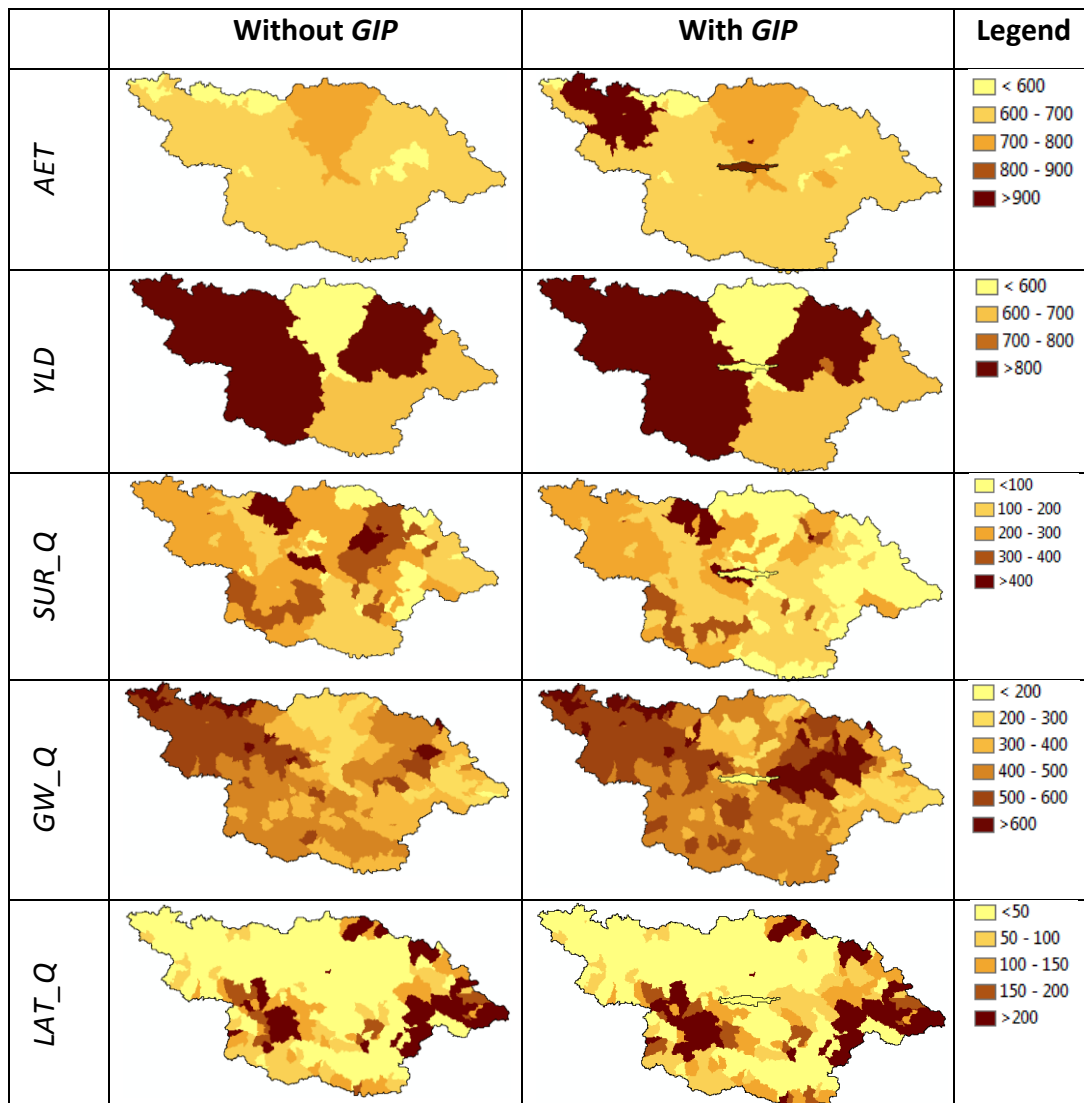 Without GIP With GIP Legend
AET
< 600
600 - 700
700 - 800
800 - 900
>900
YLD
< 600
600 - 700
700 - 800
>800
SUR_Q
<100
100 - 200
200 - 300
300 - 400
>400
GW_Q
< 200
200 - 300
300 - 400
400 - 500
500 - 600
>600
LAT_Q
<50
50 - 100
100 - 150
150 - 200
>200